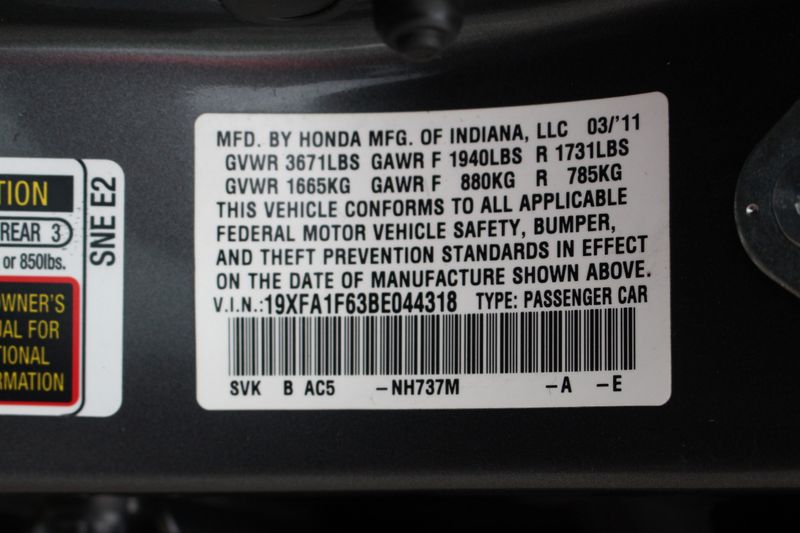 TION
REAR 3
or 850lbs.
OWNER'S
UAL FOR
TIONAL
RMATION
SNE E2
MFD. BY HONDA MFG. OF INDIANA, LLC 03/'11
GVWR 3671LBS GAWR F 1940LBS R 1731LBS
GVWR 1665KG GAWR F 880KG R 785KG
THIS VEHICLE CONFORMS TO ALL APPLICABLE
FEDERAL MOTOR VEHICLE SAFETY, BUMPER,
AND THEFT PREVENTION STANDARDS IN EFFECT
ON THE DATE OF MANUFACTURE SHOWN ABOVE.
V.I.N.:19XFA1F63BE044318 TYPE: PASSENGER CAR
SVK B AC5 –NH737M –A –E